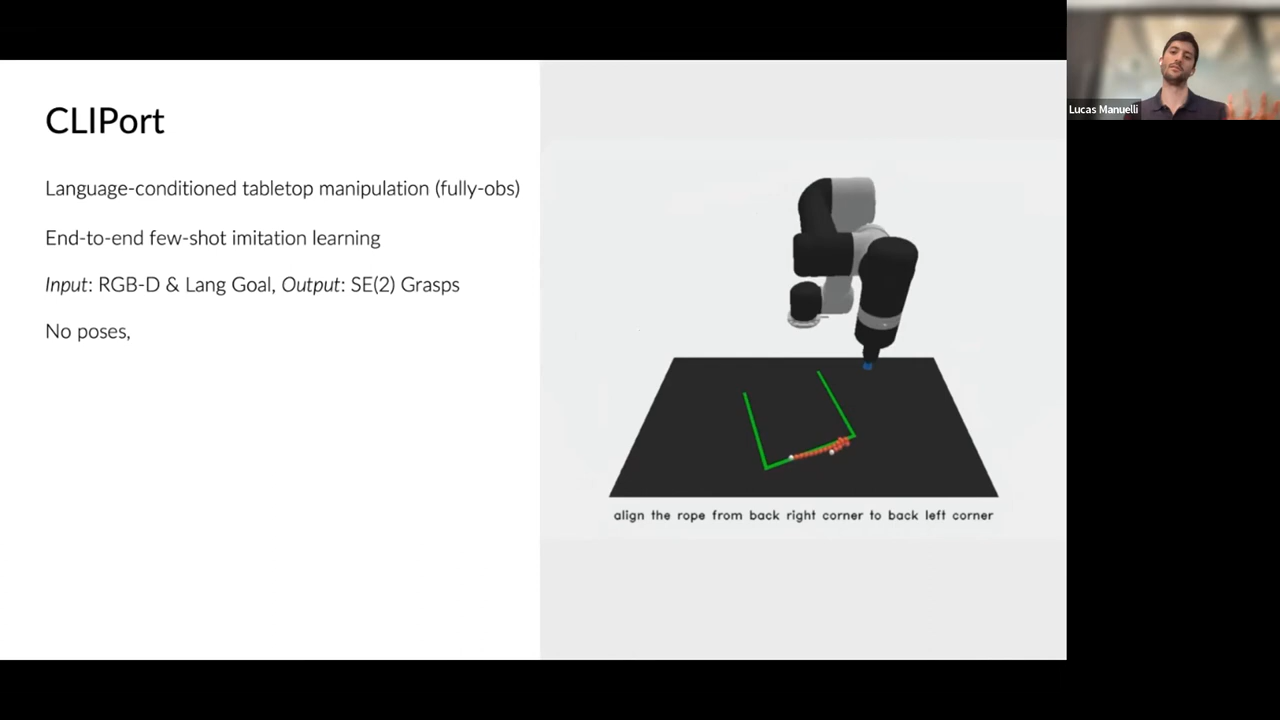 CLIPort
Language-conditioned tabletop manipulation (fully-obs)
End-to-end few-shot imitation learning
Input: RGB-D & Lang Goal, Output: SE(2) Grasps
No poses,
align the rope from back right corner to back left corner
Lucas Manuelli